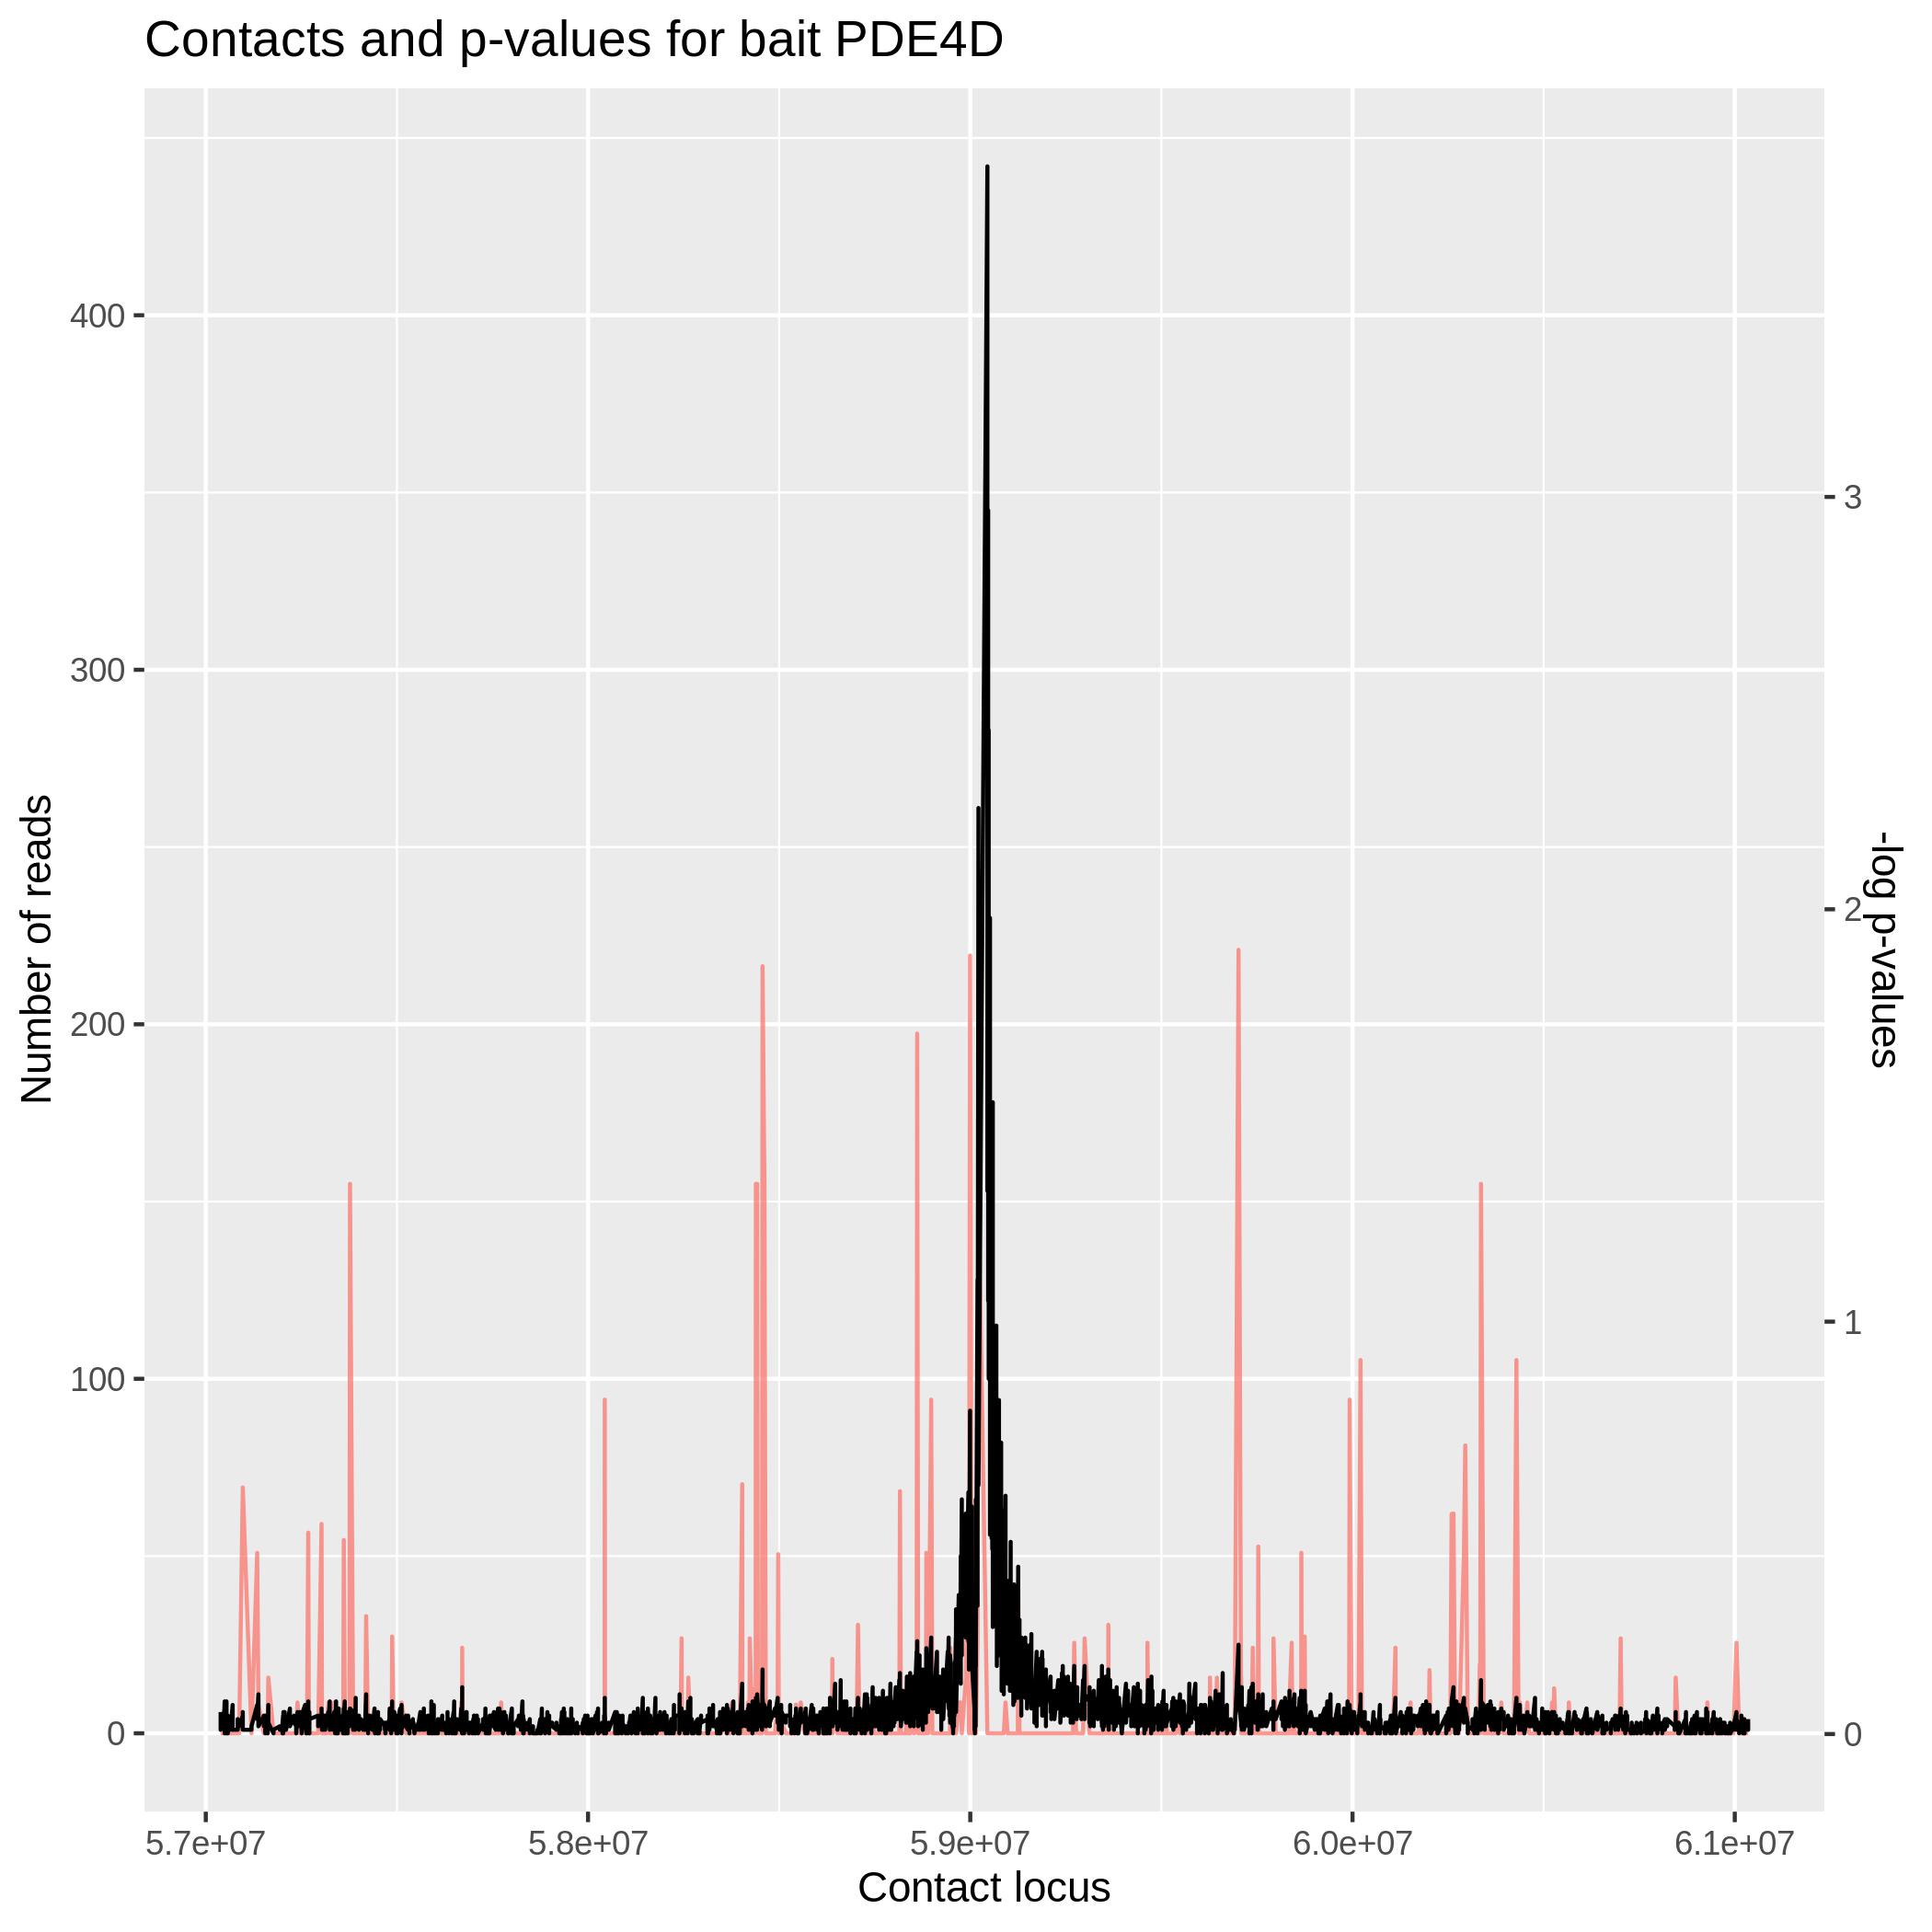 Contacts and p-values for bait PDE4D
Number of reads
400
300
200
100
0
3
2
1
0
-log p-values
5.7e+07
5.8e+07
5.9e+07
6.0e+07
6.1e+07
Contact locus